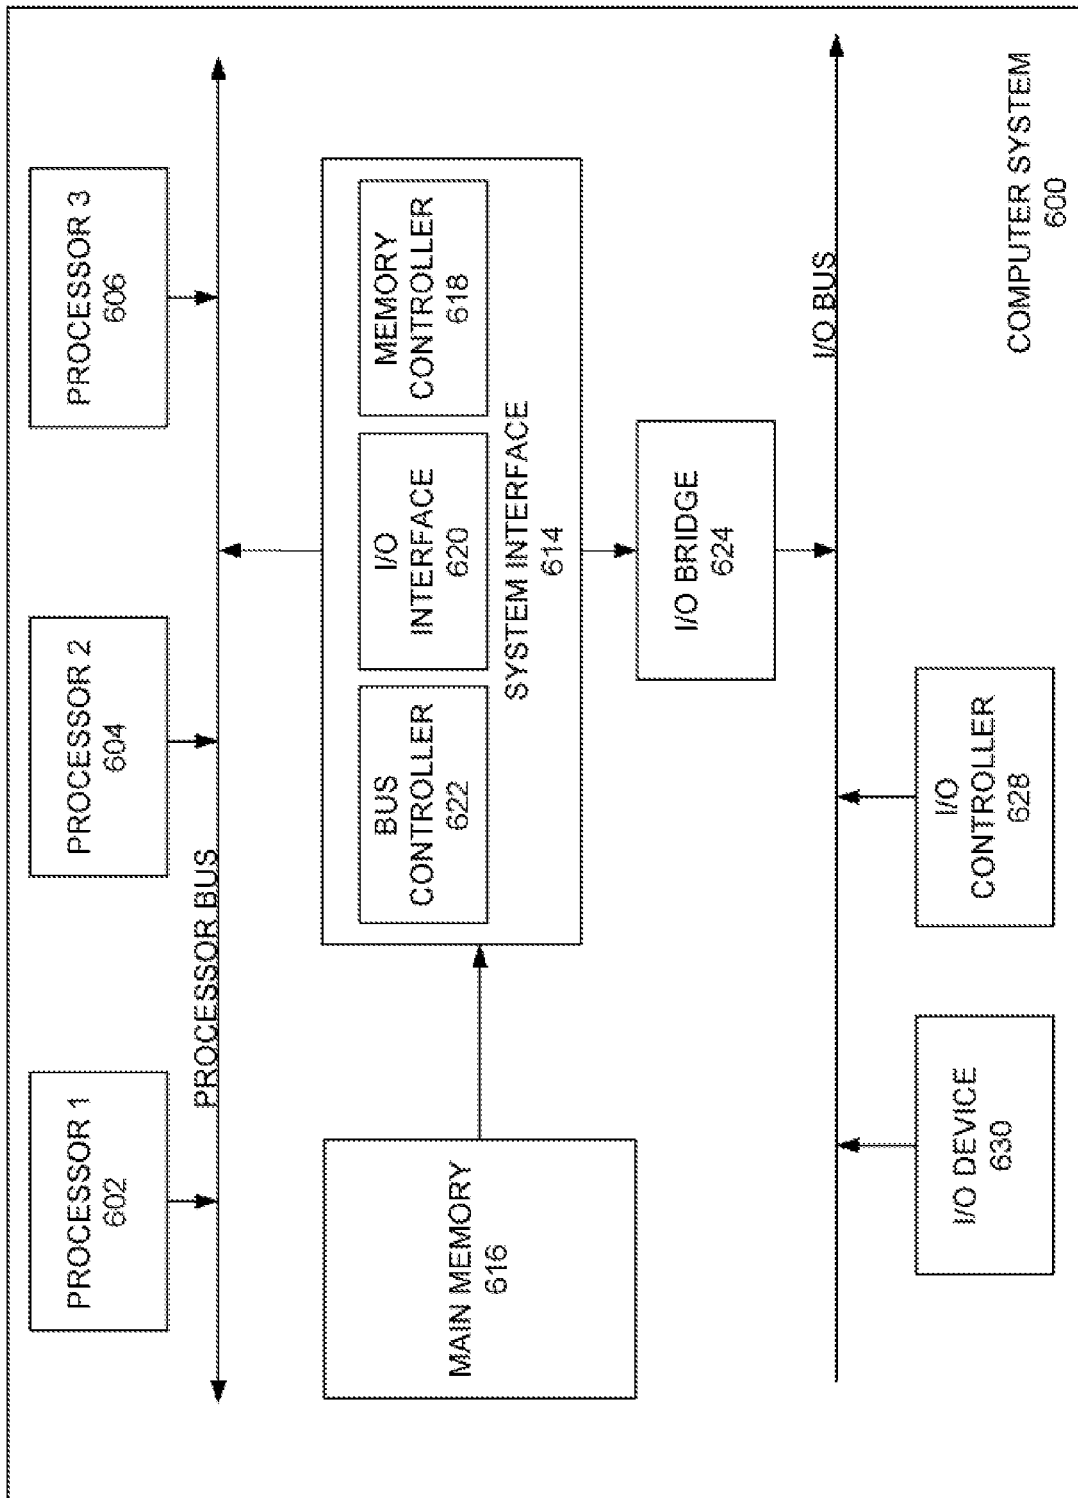 PROCESSOR 1
602
PROCESSOR 2
604
PROCESSOR 3
606
PROCESSOR BUS
MAIN MEMORY
616
BUS
CONTROLLER
622
I/O
INTERFACE
620
MEMORY
CONTROLLER
618
SYSTEM INTERFACE
614
I/O BRIDGE
624
I/O BUS
I/O DEVICE
630
I/O
CONTROLLER
628
COMPUTER SYSTEM
600